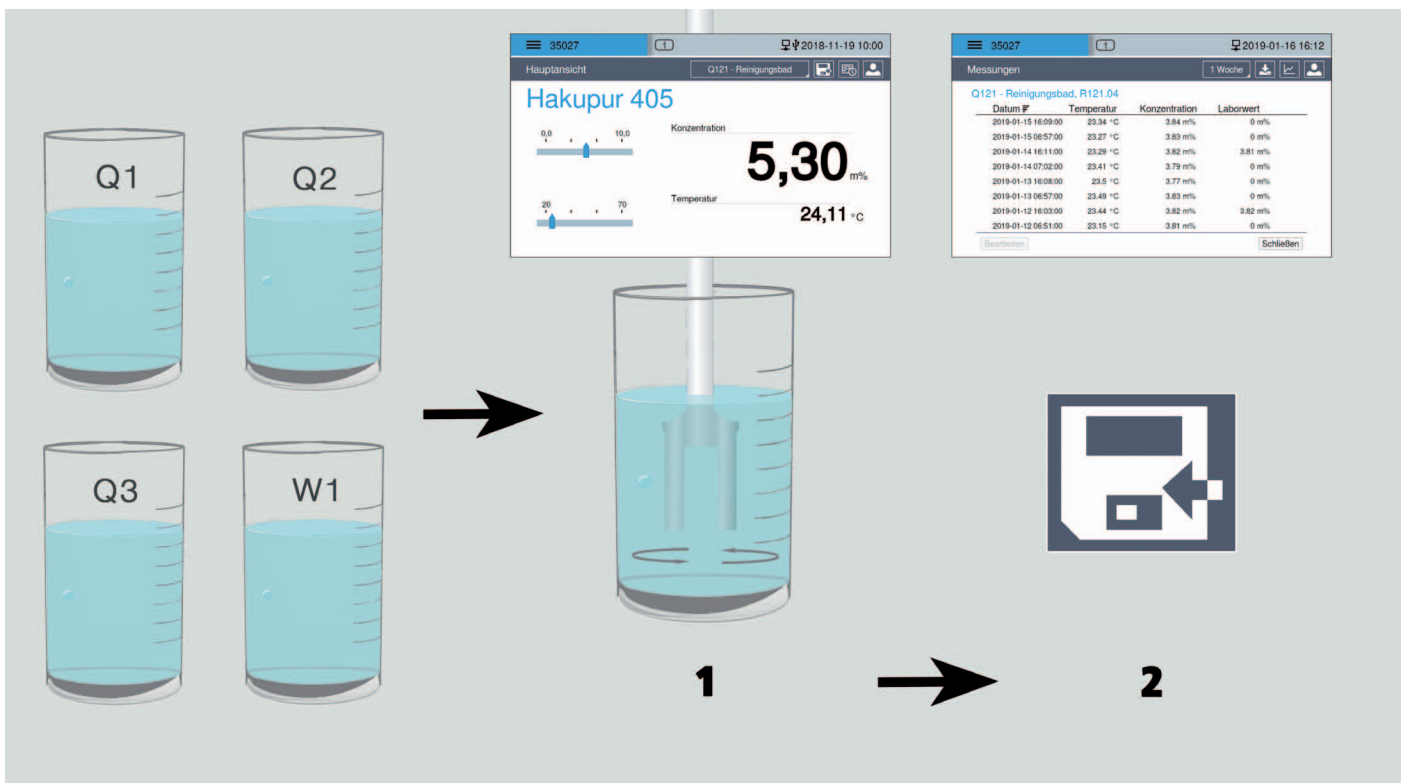 Q1
Q2
Q3
W1
35027
1
2018-11-19 10:00
Hauptansicht
Q121 - Reinigungsbad
Hakupur 405
0,0 10,0
Konzentration
5,30 m%
20 70
Temperatur
24,11 °C
1
35027
1
2019-01-16 16:12
Messungen
1 Woche
Q121 - Reinigungsbad, R121.04
Datum Temperatur Konzentration Laborwert
2019-01-15 16:09:00 23.34 °C 3.84 m% 0 m%
2019-01-15 06:57:00 23.27 °C 3.83 m% 0 m%
2019-01-14 16:11:00 23.29 °C 3.82 m% 3.81 m%
2019-01-14 07:02:00 23.41 °C 3.79 m% 0 m%
2019-01-13 16:08:00 23.5 °C 3.77 m% 0 m%
2019-01-13 06:57:00 23.49 °C 3.83 m% 0 m%
2019-01-12 16:03:00 23.44 °C 3.82 m% 3.82 m%
2019-01-12 06:51:00 23.15 °C 3.81 m% 0 m%
Bearbeiten Schließen
2